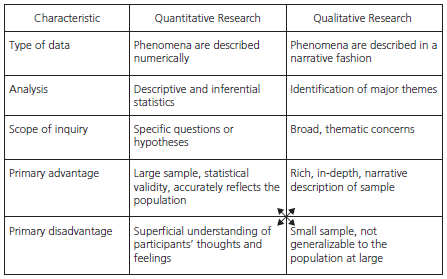 Characteristic Quantitative Research Qualitative Research
Type of data Phenomena are described Phenomena are described in a
numerically narrative fashion
Analysis Descriptive and inferential Identification of major themes
statistics
Scope of inquiry Specific questions or Broad, thematic concerns
hypotheses
Primary advantage Large sample, statistical Rich, in-depth, narrative
validity, accurately reflects the description of sample
population
Primary disadvantage Superficial understanding of Small sample, not
participants' thoughts and generalizable to the
feelings population at large